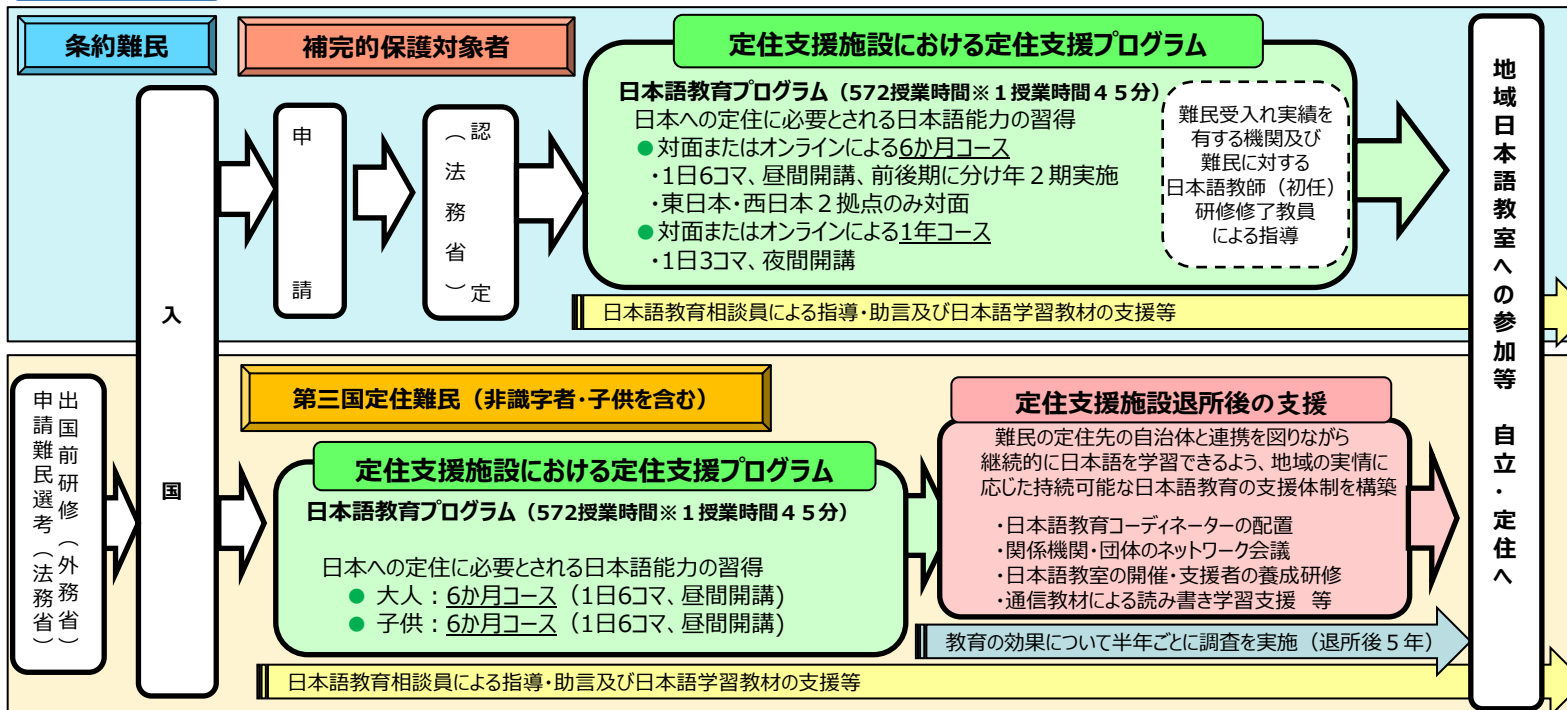 条約難民
補完的保護対象者
入国
申請
認定
（法務省）
定住支援施設における定住支援プログラム
日本語教育プログラム（572授業時間※１授業時間４５分）
日本への定住に必要とされる日本語能力の習得
●対面またはオンラインによる6か月コース
・1日6コマ、昼間開講、前後期に分け年２期実施
・東日本・西日本２拠点のみ対面
●対面またはオンラインによる1年コース
・1日3コマ、夜間開講
難民受入れ実績を
有する機関及び
難民に対する
日本語教師（初任）
研修修了教員
による指導
日本語教育相談員による指導・助言及び日本語学習教材の支援等
地域日本語教室への参加等　自立・定住へ
出国前研修（外務省）
申請難民選考（法務省）
第三国定住難民（非識字者・子供を含む）
定住支援施設における定住支援プログラム
日本語教育プログラム（572授業時間※１授業時間４５分）
日本への定住に必要とされる日本語能力の習得
● 大人：6か月コース（1日6コマ、昼間開講)
● 子供：6か月コース（1日6コマ、昼間開講)
定住支援施設退所後の支援
難民の定住先の自治体と連携を図りながら
継続的に日本語を学習できるよう、地域の実情に
応じた持続可能な日本語教育の支援体制を構築
・日本語教育コーディネーターの配置
・関係機関・団体のネットワーク会議
・日本語教室の開催・支援者の養成研修
・通信教材による読み書き学習支援　等
教育の効果について半年ごとに調査を実施（退所後５年）
日本語教育相談員による指導・助言及び日本語学習教材の支援等